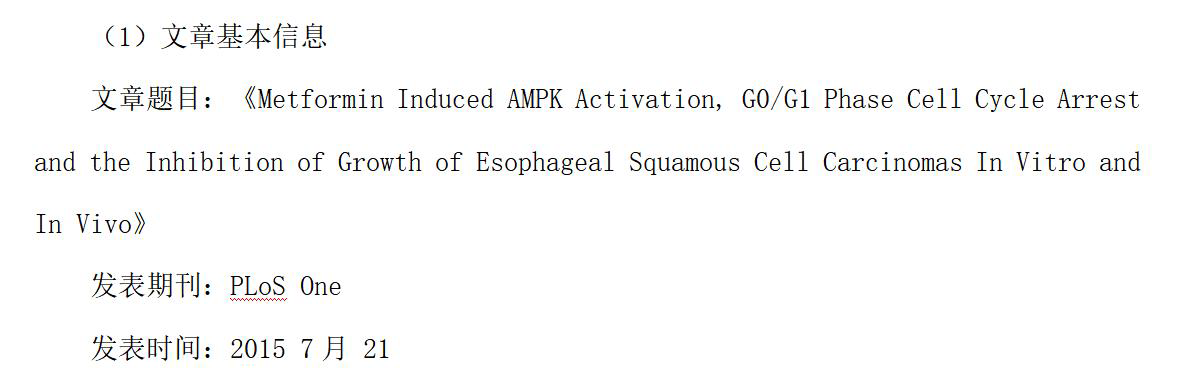 （1）文章基本信息
文章题目：《Metformin Induced AMPK Activation, G0/G1 Phase Cell Cycle Arrest
and the Inhibition of Growth of Esophageal Squamous Cell Carcinomas In Vitro and
In Vivo》
发表期刊：PLoS One
发表时间：2015 7月 21